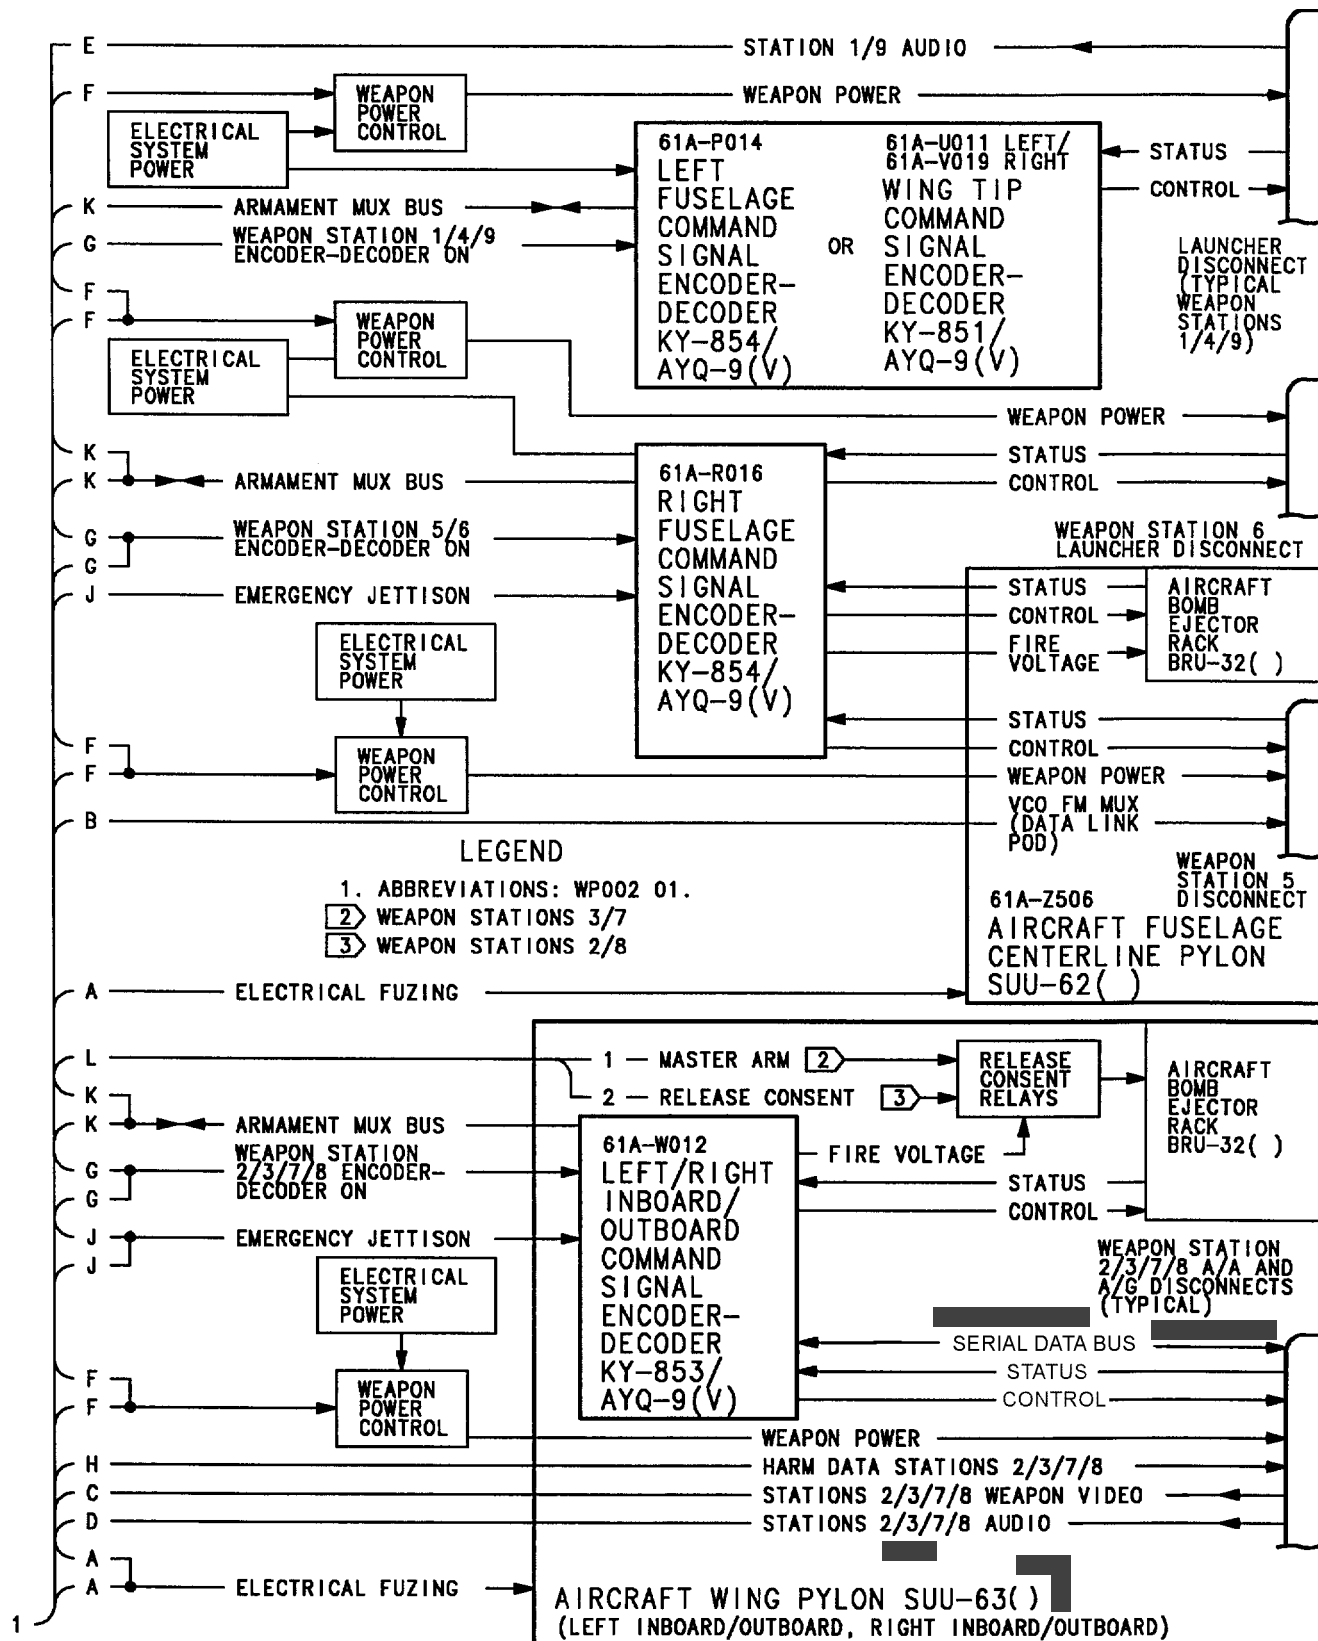 E
STATION 1/9 AUDIO
F
WEAPON
POWER
CONTROL
WEAPON POWER
ELECTRICAL
SYSTEM
POWER
61A-P014
LEFT
FUSELAGE
COMMAND
SIGNAL
ENCODER-
DECODER
KY-854/
AYQ-9(V)
OR
61A-U011 LEFT/
61A-V019 RIGHT
WING TIP
COMMAND
SIGNAL
ENCODER-
DECODER
KY-851/
AYQ-9(V)
STATUS
CONTROL
K
ARMAMENT MUX BUS
G
WEAPON STATION 1/4/9
ENCODER-DECODER ON
LAUNCHER
DISCONNECT
(TYPICAL
WEAPON
STATIONS
1/4/9)
F
F
WEAPON
POWER
CONTROL
ELECTRICAL
SYSTEM
POWER
WEAPON POWER
K
K
ARMAMENT MUX BUS
61A-R016
RIGHT
FUSELAGE
COMMAND
SIGNAL
ENCODER-
DECODER
KY-854/
AYQ-9(V)
STATUS
CONTROL
G
WEAPON STATION 5/6
ENCODER-DECODER ON
G
WEAPON STATION 6
LAUNCHER DISCONNECT
J
EMERGENCY JETTISON
STATUS
CONTROL
FIRE
VOLTAGE
AIRCRAFT
BOMB
EJECTOR
RACK
BRU-32( )
ELECTRICAL
SYSTEM
POWER
F
F
WEAPON
POWER
CONTROL
STATUS
CONTROL
WEAPON POWER
B
VCO FM MUX
(DATA LINK
POD)
WEAPON
STATION 5
DISCONNECT
LEGEND
1. ABBREVIATIONS: WP002 01.
2 WEAPON STATIONS 3/7
3 WEAPON STATIONS 2/8
61A-Z506
AIRCRAFT FUSELAGE
CENTERLINE PYLON
SUU-62( )
A
ELECTRICAL FUZING
L
1 — MASTER ARM 2
2 — RELEASE CONSENT 3
RELEASE
CONSENT
RELAYS
AIRCRAFT
BOMB
EJECTOR
RACK
BRU-32( )
K
K
ARMAMENT MUX BUS
G
WEAPON STATION
2/3/7/8 ENCODER-
DECODER ON
G
61A-W012
LEFT/RIGHT
INBOARD/
OUTBOARD
COMMAND
SIGNAL
ENCODER-
DECODER
KY-853/
AYQ-9(V)
FIRE VOLTAGE
STATUS
CONTROL
J
EMERGENCY JETTISON
J
ELECTRICAL
SYSTEM
POWER
WEAPON STATION
2/3/7/8 A/A AND
A/G DISCONNECTS
(TYPICAL)
SERIAL DATA BUS
STATUS
CONTROL
F
F
WEAPON
POWER
CONTROL
WEAPON POWER
H
HARM DATA STATIONS 2/3/7/8
C
STATIONS 2/3/7/8 WEAPON VIDEO
D
STATIONS 2/3/7/8 AUDIO
A
A
ELECTRICAL FUZING
AIRCRAFT WING PYLON SUU-63( )
(LEFT INBOARD/OUTBOARD, RIGHT INBOARD/OUTBOARD)
1